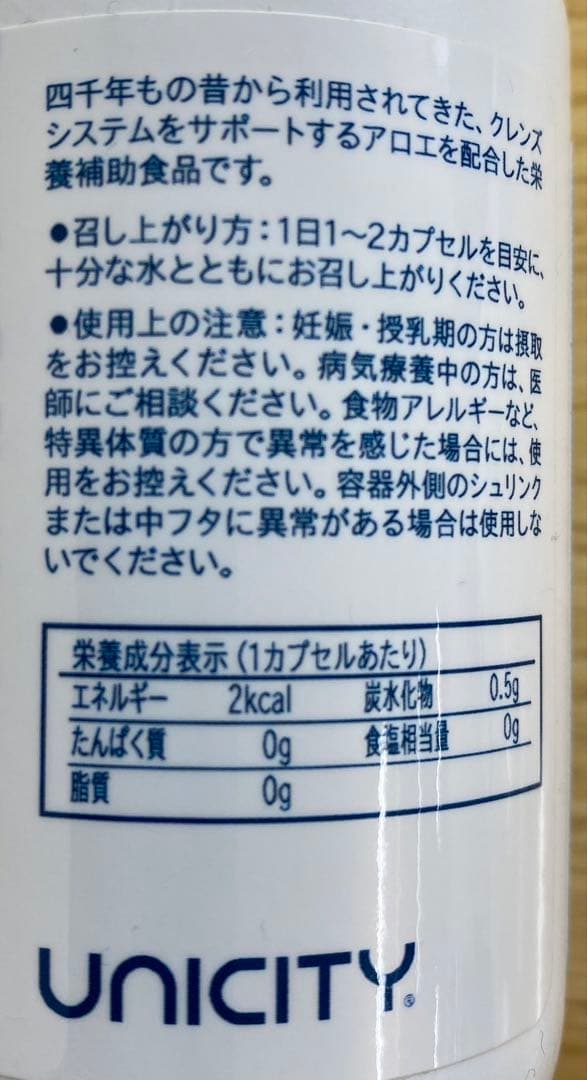 四千年もの昔から利用されてきた、クレンズ
システムをサポートするアロエを配合した栄
養補助食品です。
●召し上がり方：1日1～2カプセルを目安に、
十分な水とともにお召し上がりください。
●使用上の注意：妊娠・授乳期の方は摂取
をお控えください。病気療養中の方は、医
師にご相談ください。食物アレルギーなど、
特異体質の方で異常を感じた場合には、使
用をお控えください。容器外側のシュリンク
または中フタに異常がある場合は使用しな
いでください。
栄養成分表示（1カプセルあたり）
エネルギー 2kcal 炭水化物 0.5g
たんぱく質 0g 食塩相当量 0g
脂質 0g
UNICITY®